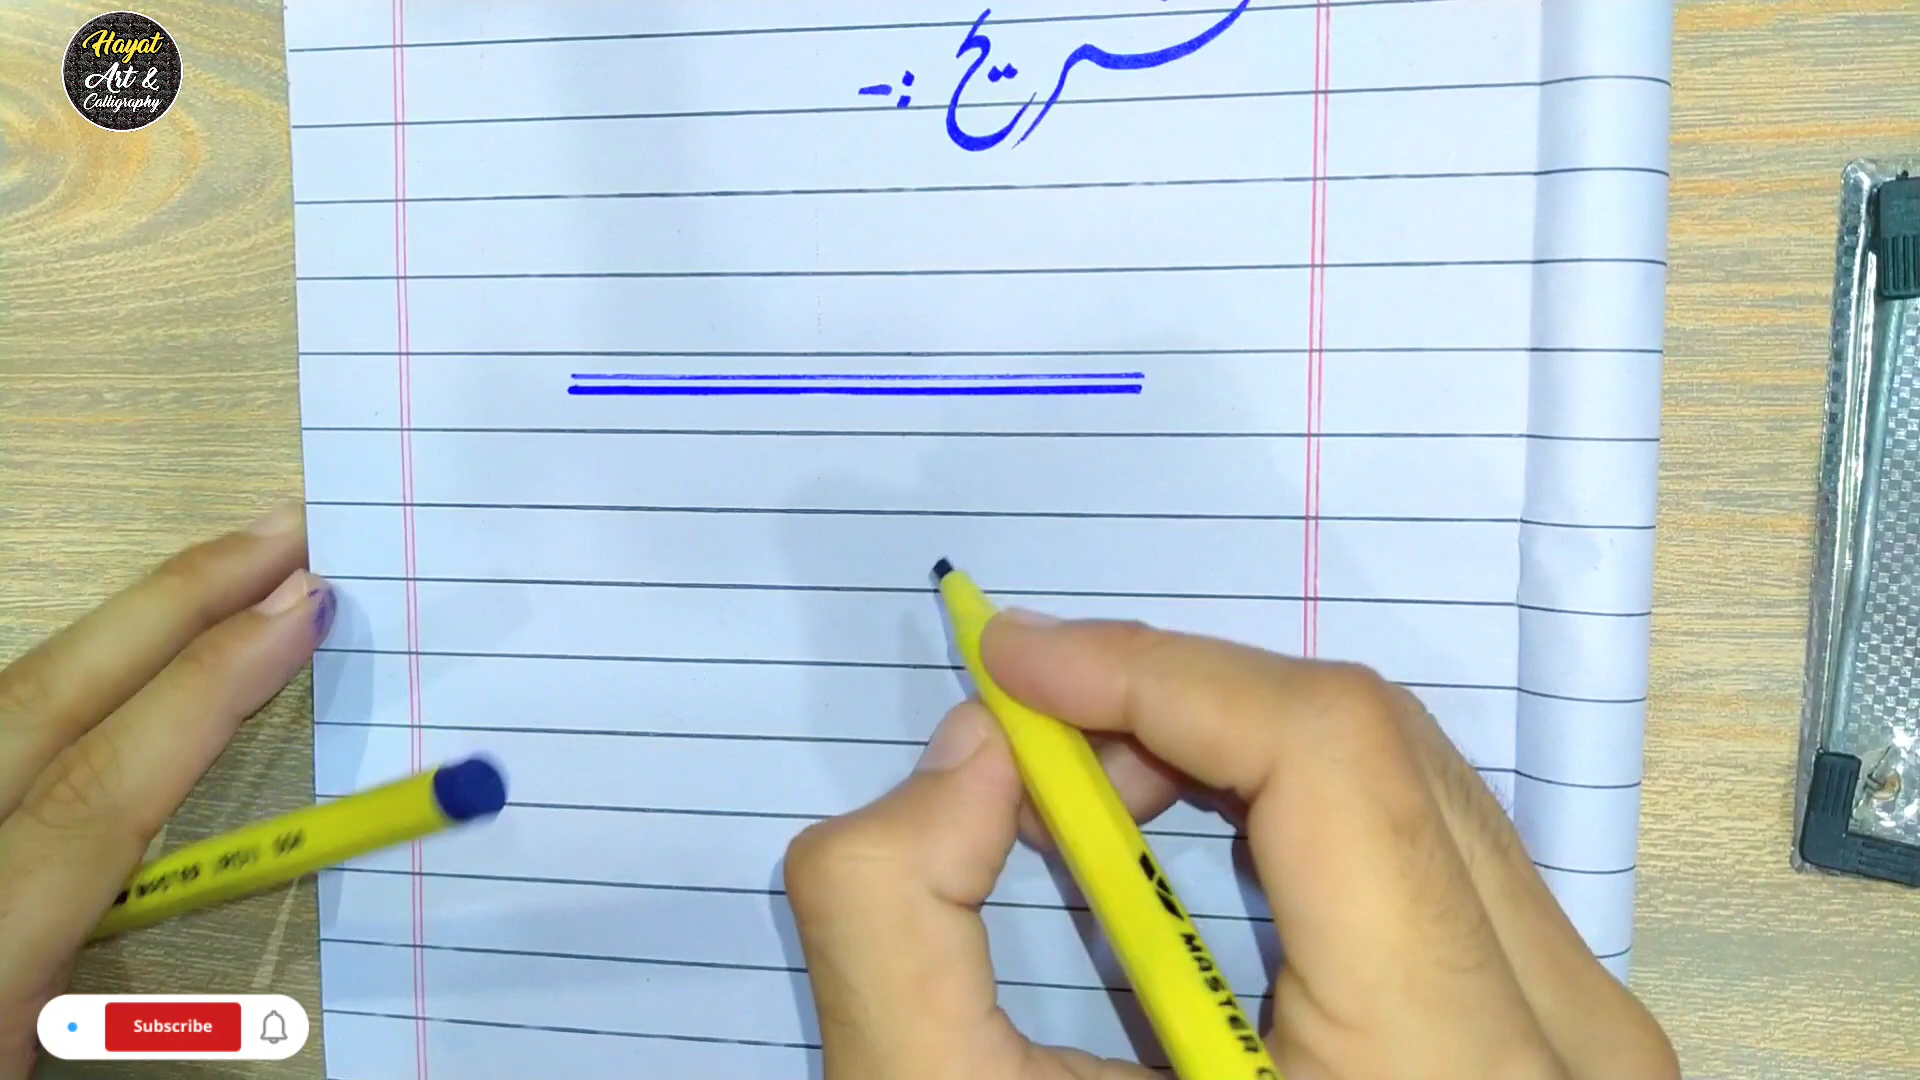 Hayat
Art &
Calligraphy
تشریح :-
MASTER
Subscribe